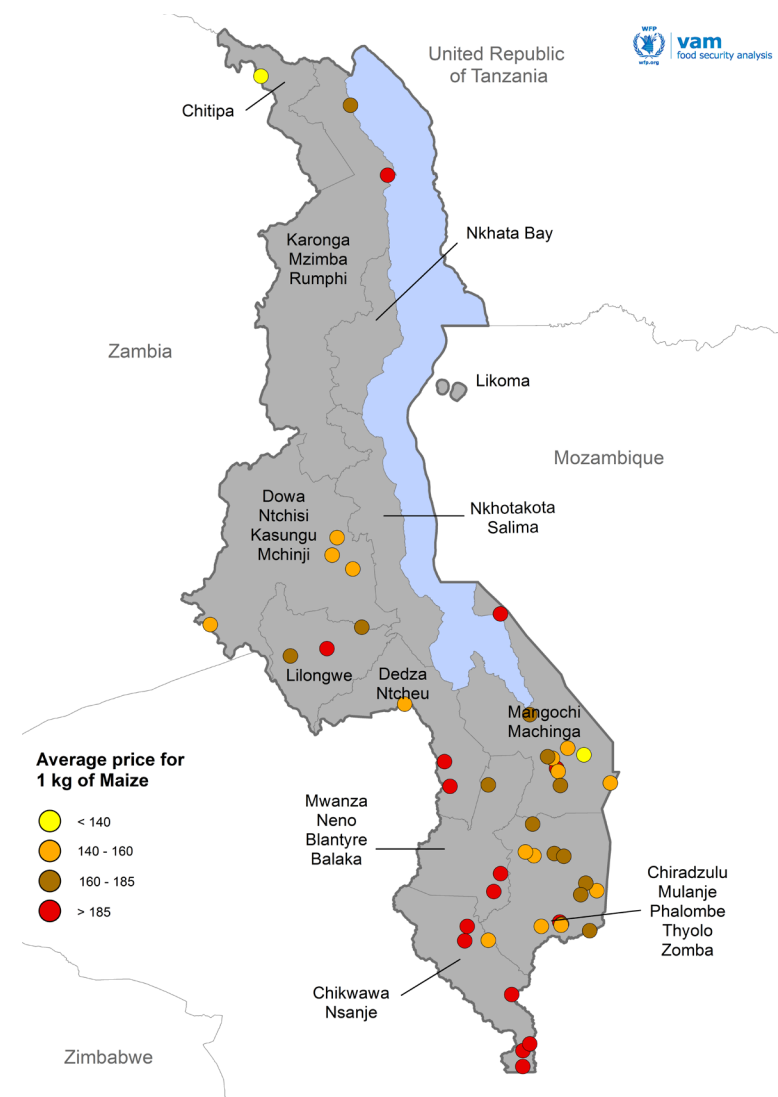 WFP
wfp.org
vam
food security analysis
United Republic
of Tanzania
Chitipa
Nkhata Bay
Karonga
Mzimba
Rumphi
Zambia
Likoma
Mozambique
Dowa
Ntchisi
Kasungu
Mchinji
Nkhotakota
Salima
Lilongwe
Dedza
Ntcheu
Mangochi
Machinga
Average price for
1 kg of Maize
< 140
140 - 160
160 - 185
> 185
Mwanza
Neno
Blantyre
Balaka
Chiradzulu
Mulanje
Phalombe
Thyolo
Zomba
Chikwawa
Nsanje
Zimbabwe